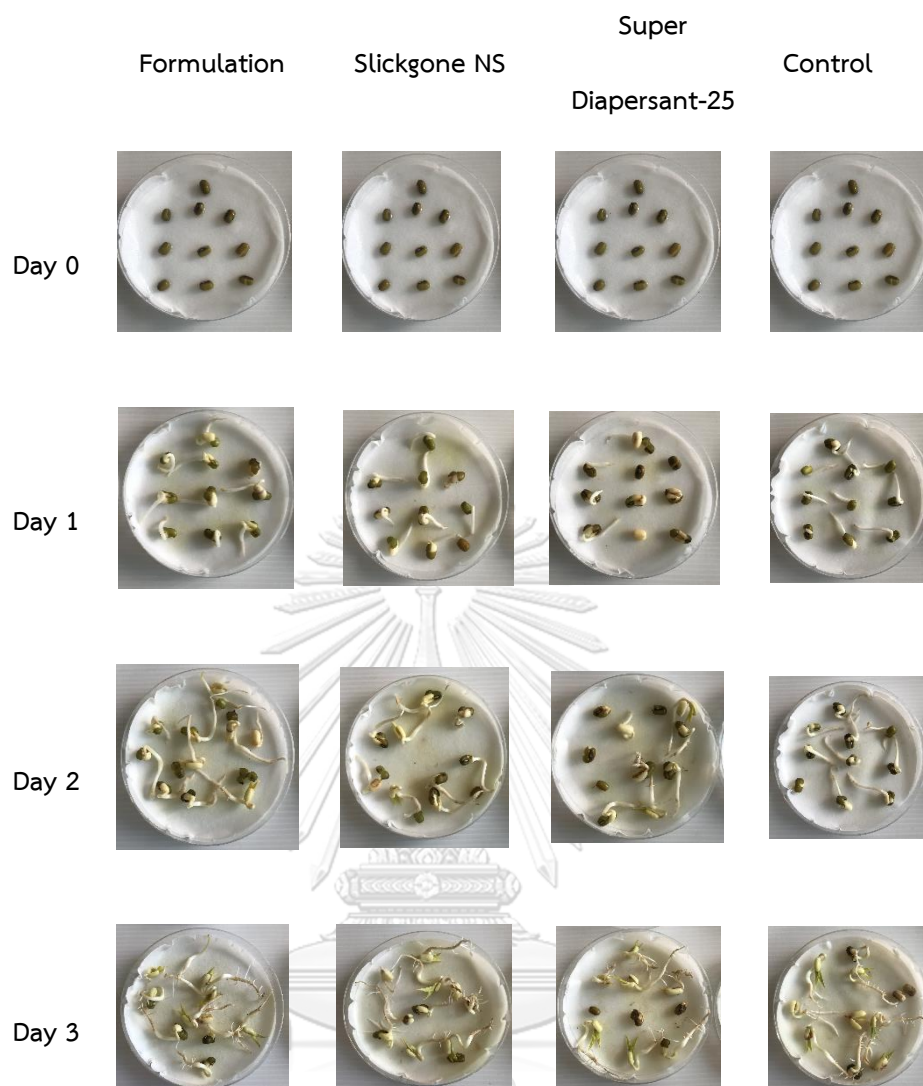 Super
Formulation Slickgone NS Control
Diapersant-25
Day 0
Day 1
Day 2
Day 3